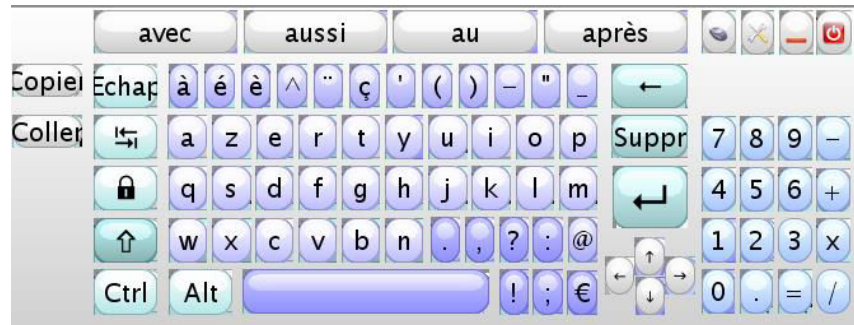 avec aussi au après
Copier Echap à é è ^ ¨ ç ' ( ) – " _ ←
Coller ↹ a z e r t y u i o p Suppr 7 8 9 –
q s d f g h j k l m ↵ 4 5 6 +
⇧ w x c v b n . , ? : @ ↑ 1 2 3 x
Ctrl Alt ! ; € ← ↓ → 0 . = /